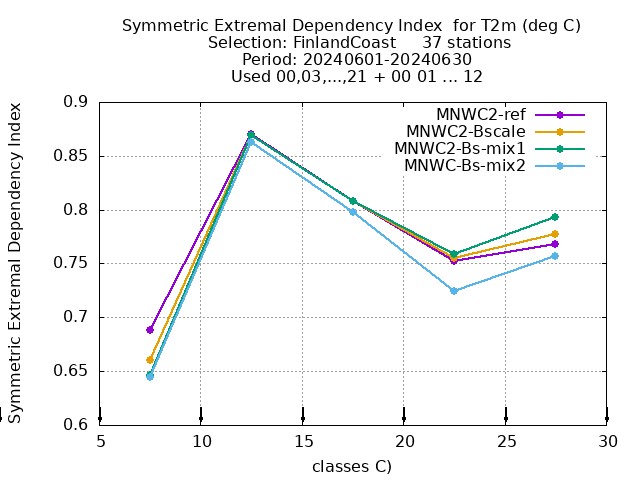 Symmetric Extremal Dependency Index  for T2m (deg C)
Selection: FinlandCoast     37 stations
Period: 20240601-20240630
Used 00,03,...,21 + 00 01 ... 12
Symmetric Extremal Dependency Index
0.9
0.85
0.8
0.75
0.7
0.65
0.6
MNWC2-ref
MNWC2-Bscale
MNWC2-Bs-mix1
MNWC-Bs-mix2
5
10
15
20
25
30
classes C)